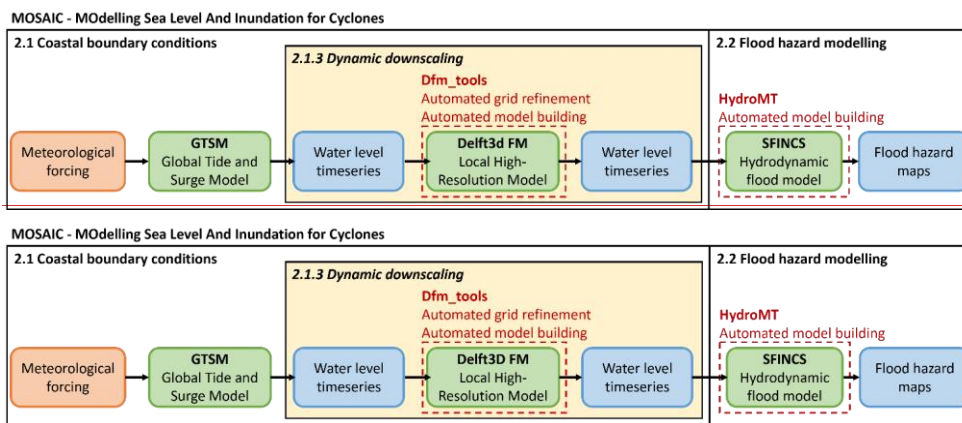 MOSAIC - MOdelling Sea Level And Inundation for Cyclones
2.1 Coastal boundary conditions
2.1.3 Dynamic downscaling
2.2 Flood hazard modelling
Dfm_tools
Automated grid refinement
Automated model building
HydroMT
Automated model building
Meteorological
forcing
GTSM
Global Tide and
Surge Model
Water level
timeseries
Delft3d FM
Local High-
Resolution Model
Water level
timeseries
SFINCS
Hydrodynamic
flood model
Flood hazard
maps
MOSAIC - MOdelling Sea Level And Inundation for Cyclones
2.1 Coastal boundary conditions
2.1.3 Dynamic downscaling
2.2 Flood hazard modelling
Dfm_tools
Automated grid refinement
Automated model building
HydroMT
Automated model building
Meteorological
forcing
GTSM
Global Tide and
Surge Model
Water level
timeseries
Delft3D FM
Local High-
Resolution Model
Water level
timeseries
SFINCS
Hydrodynamic
flood model
Flood hazard
maps